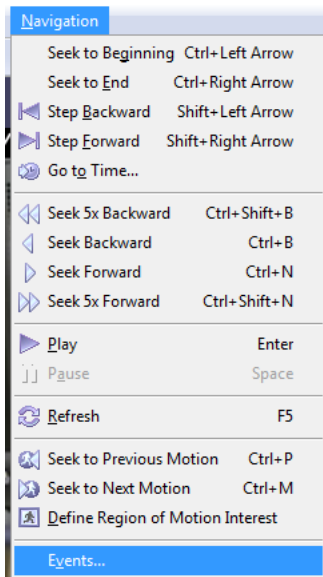 Navigation
Seek to Beginning Ctrl+Left Arrow
Seek to End Ctrl+Right Arrow
Step Backward Shift+Left Arrow
Step Forward Shift+Right Arrow
Go to Time...
Seek 5x Backward Ctrl+Shift+B
Seek Backward Ctrl+B
Seek Forward Ctrl+N
Seek 5x Forward Ctrl+Shift+N
Play Enter
Pause Space
Refresh F5
Seek to Previous Motion Ctrl+P
Seek to Next Motion Ctrl+M
Define Region of Motion Interest
Events...